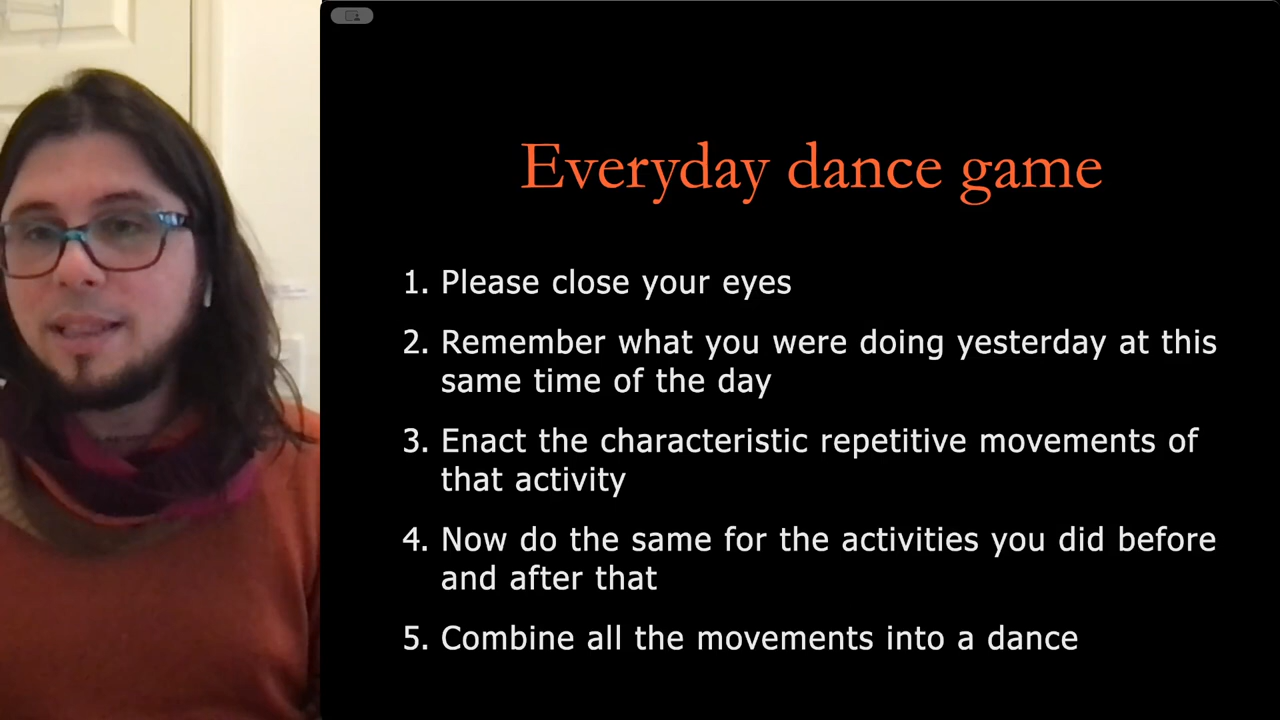 Everyday dance game
1. Please close your eyes
2. Remember what you were doing yesterday at this
same time of the day
3. Enact the characteristic repetitive movements of
that activity
4. Now do the same for the activities you did before
and after that
5. Combine all the movements into a dance